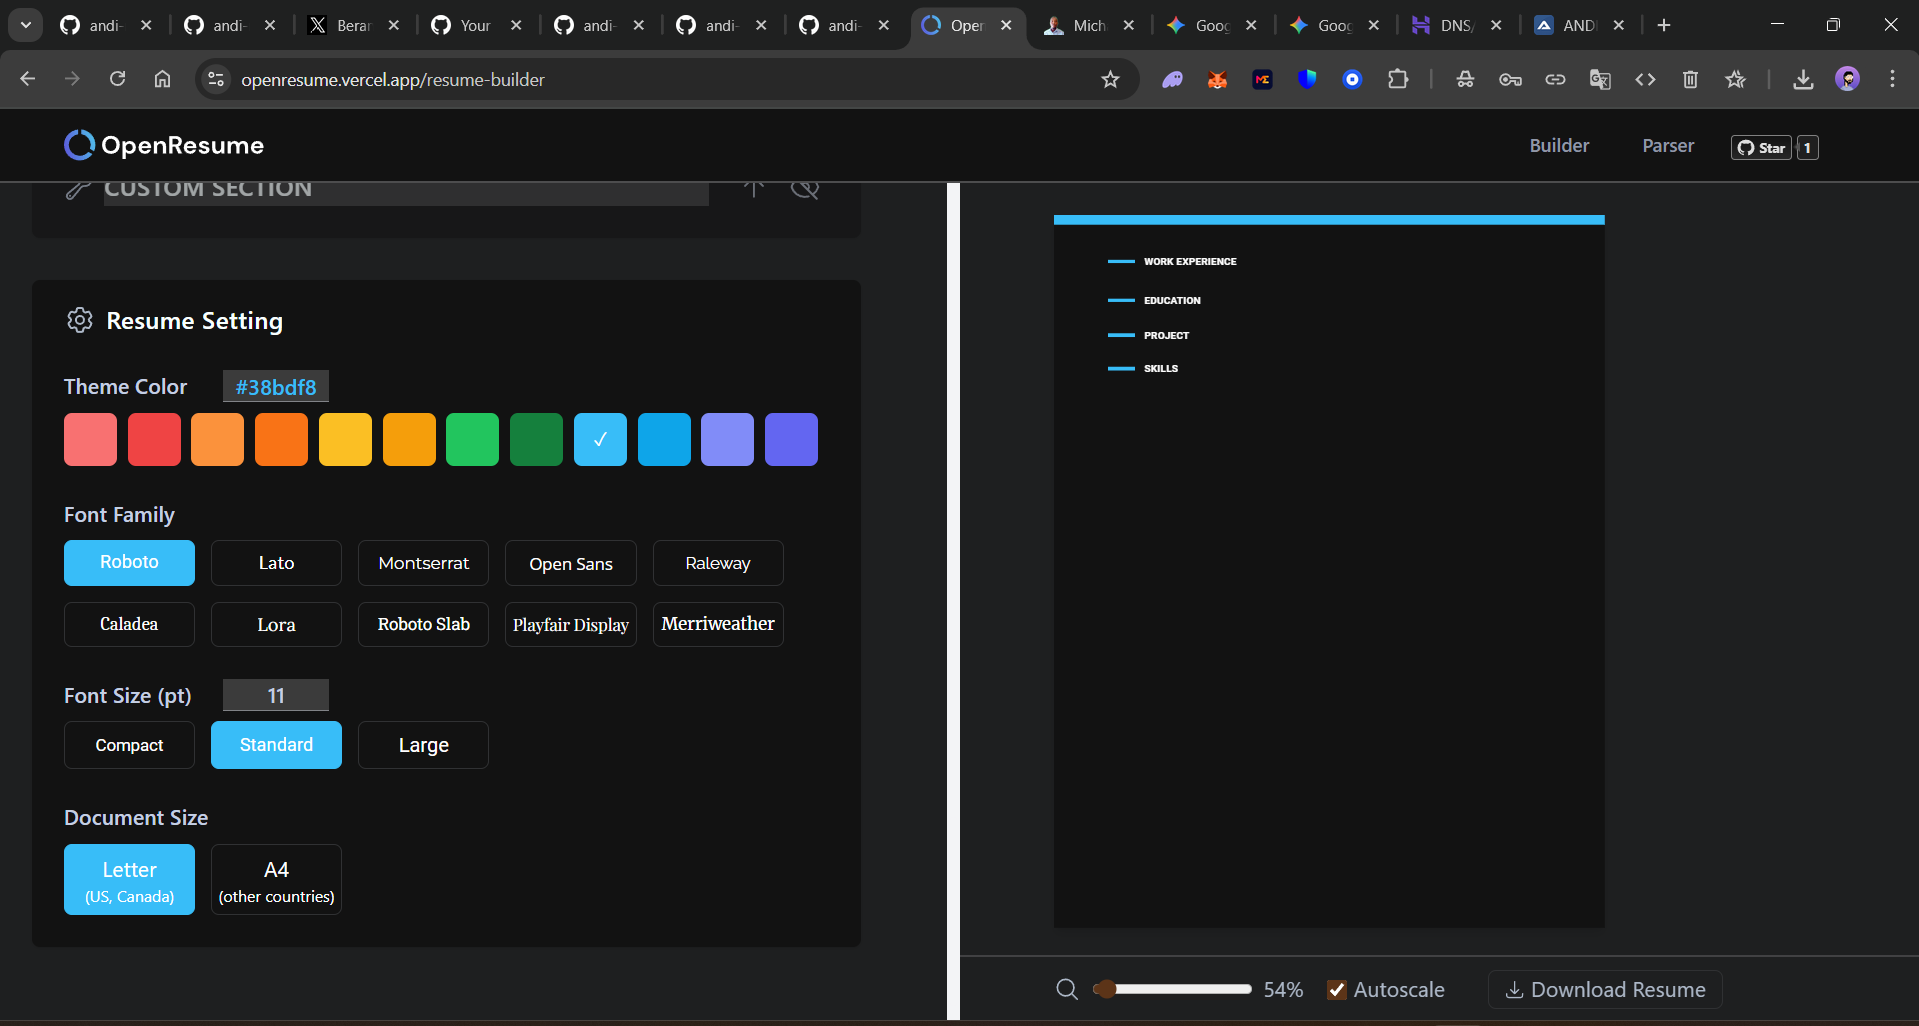 andi-
andi-
Berar
Your
andi-
andi-
andi-
Open
Mich
Goog
Goog
DNS/
ANDI
openresume.vercel.app/resume-builder
OpenResume
Builder
Parser
Star
1
CUSTOM SECTION
Resume Setting
Theme Color
#38bdf8
Font Family
Roboto
Lato
Montserrat
Open Sans
Raleway
Caladea
Lora
Roboto Slab
Playfair Display
Merriweather
Font Size (pt)
11
Compact
Standard
Large
Document Size
Letter
(US, Canada)
A4
(other countries)
WORK EXPERIENCE
EDUCATION
PROJECT
SKILLS
54%
Autoscale
Download Resume